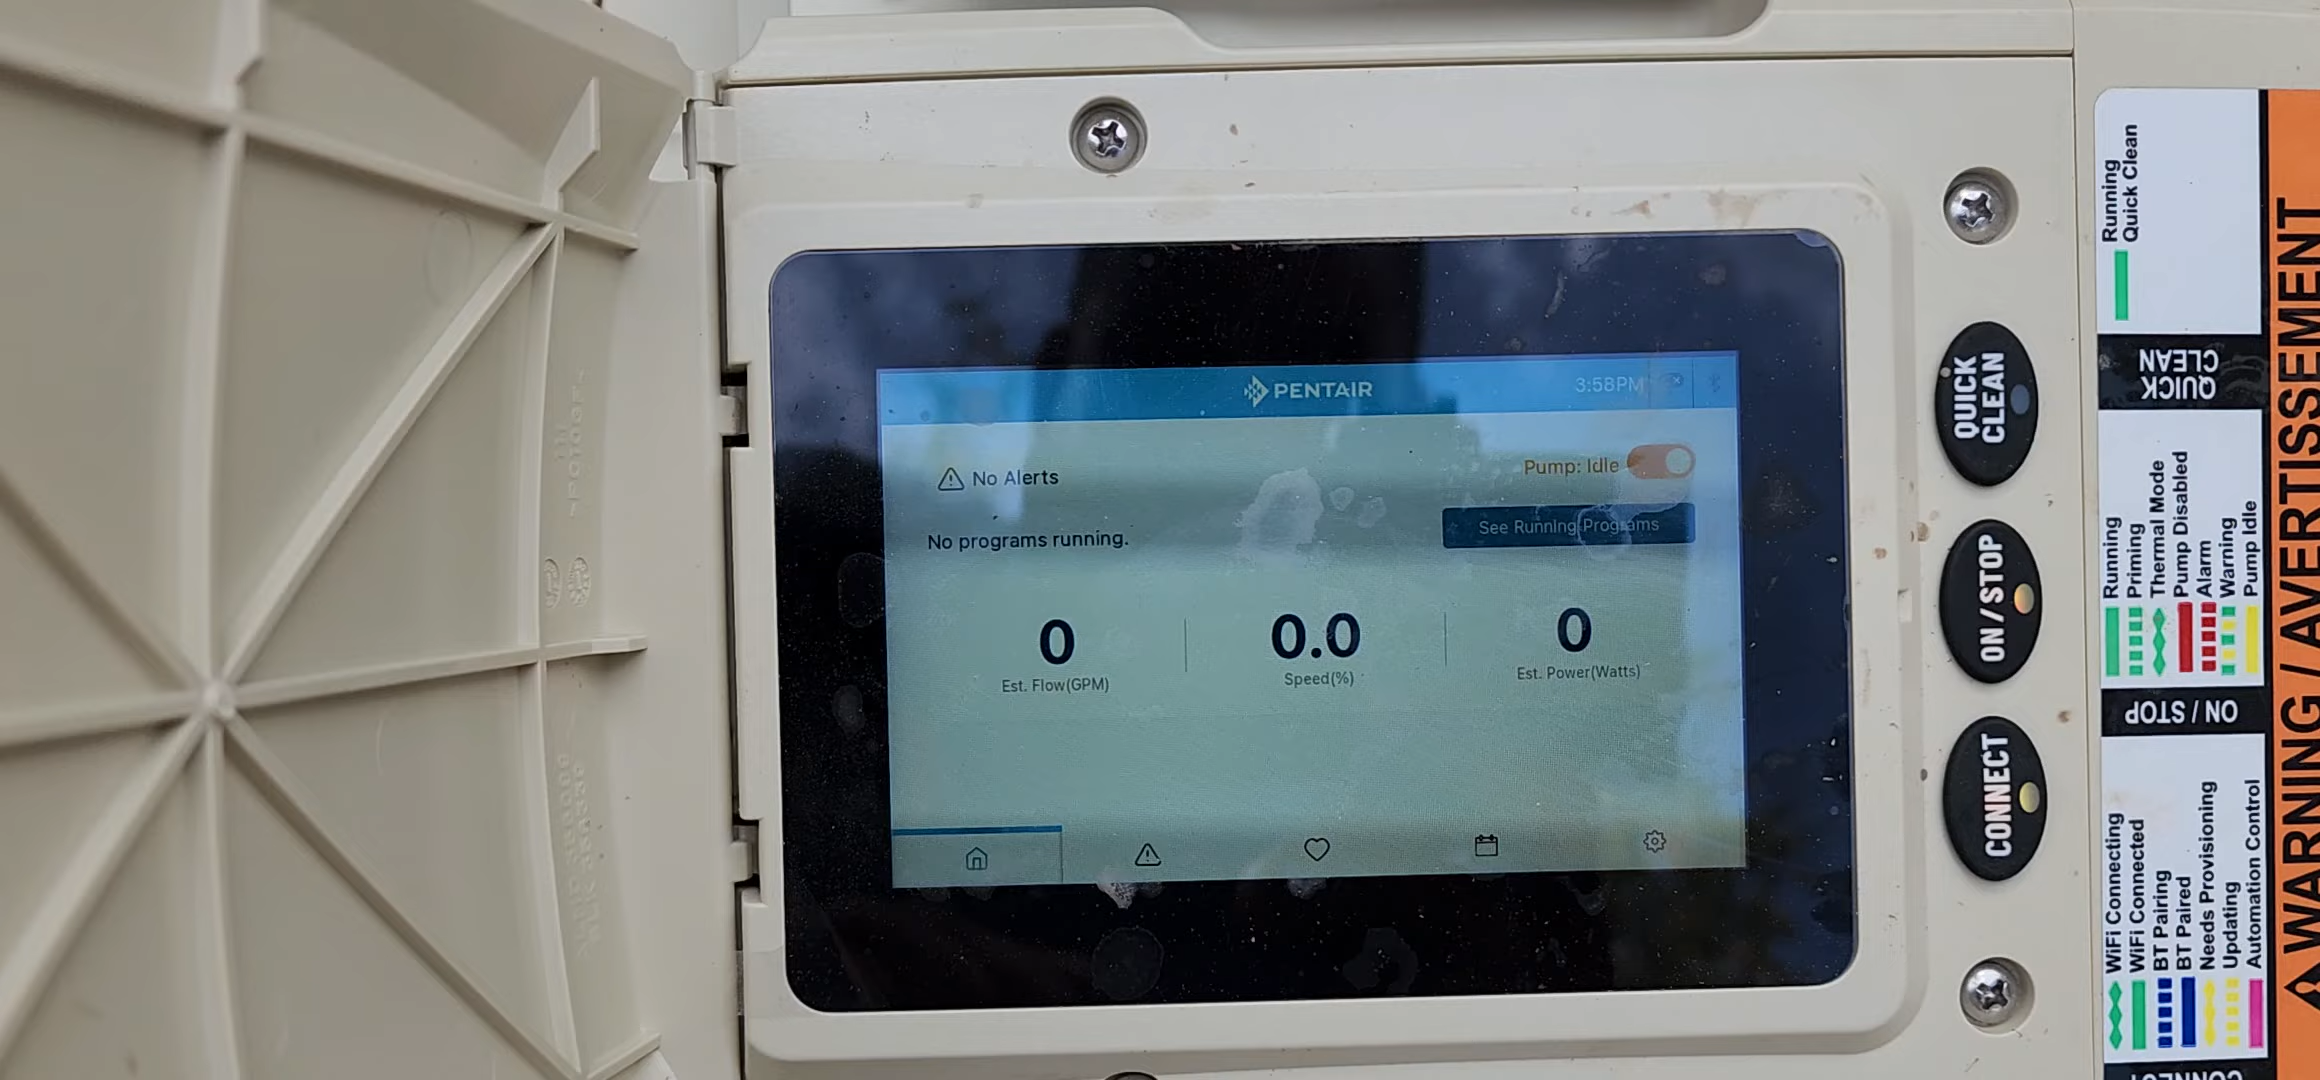 PENTAIR
3:58PM
No Alerts
Pump: Idle
No programs running.
See Running Programs
0
Est. Flow(GPM)
0.0
Speed(%)
0
Est. Power(Watts)
QUICK
CLEAN
ON / STOP
CONNECT
Running
Quick Clean
QUICK
CLEAN
Running
Priming
Thermal Mode
Pump Disabled
Alarm
Warning
Pump Idle
ON / STOP
WiFi Connecting
WiFi Connected
BT Pairing
BT Paired
Needs Provisioning
Updating
Automation Control
CONNECT
WARNING / AVERTISSEMENT